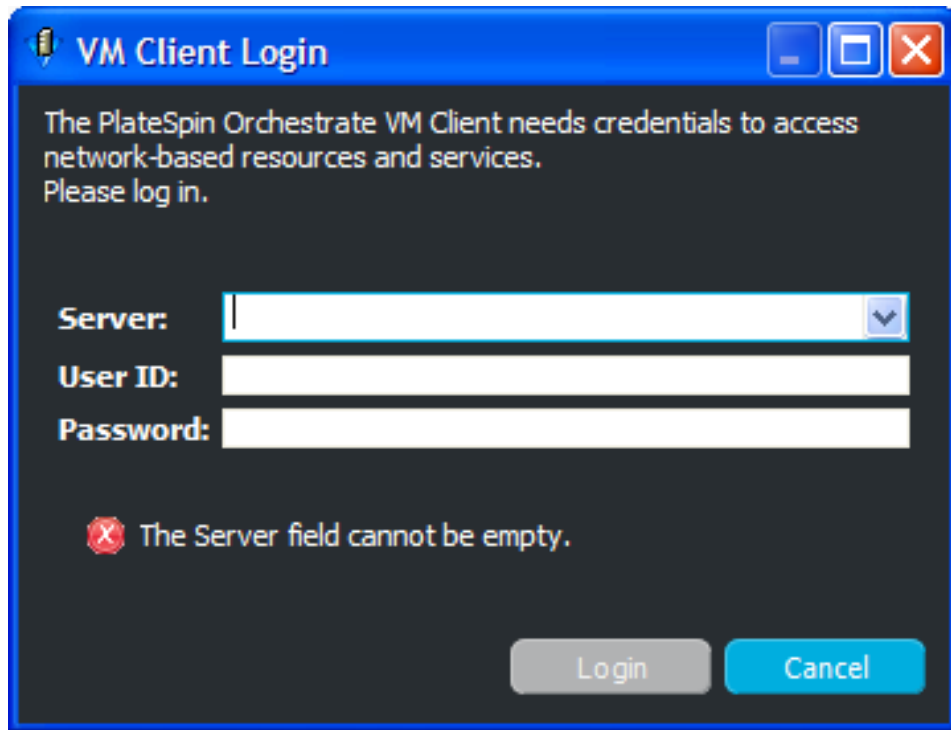 VM Client Login
The PlateSpin Orchestrate VM Client needs credentials to access
network-based resources and services.
Please log in.
Server:
User ID:
Password:
The Server field cannot be empty.
Login Cancel